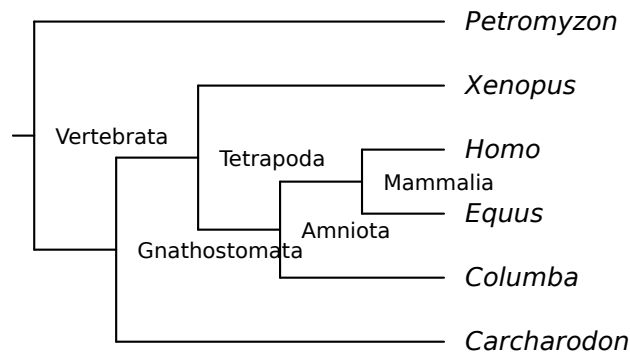 Petromyzon
Xenopus
Vertebrata
Homo
Tetrapoda
Mammalia
Equus
Amniota
Gnathostomata
Columba
Carcharodon